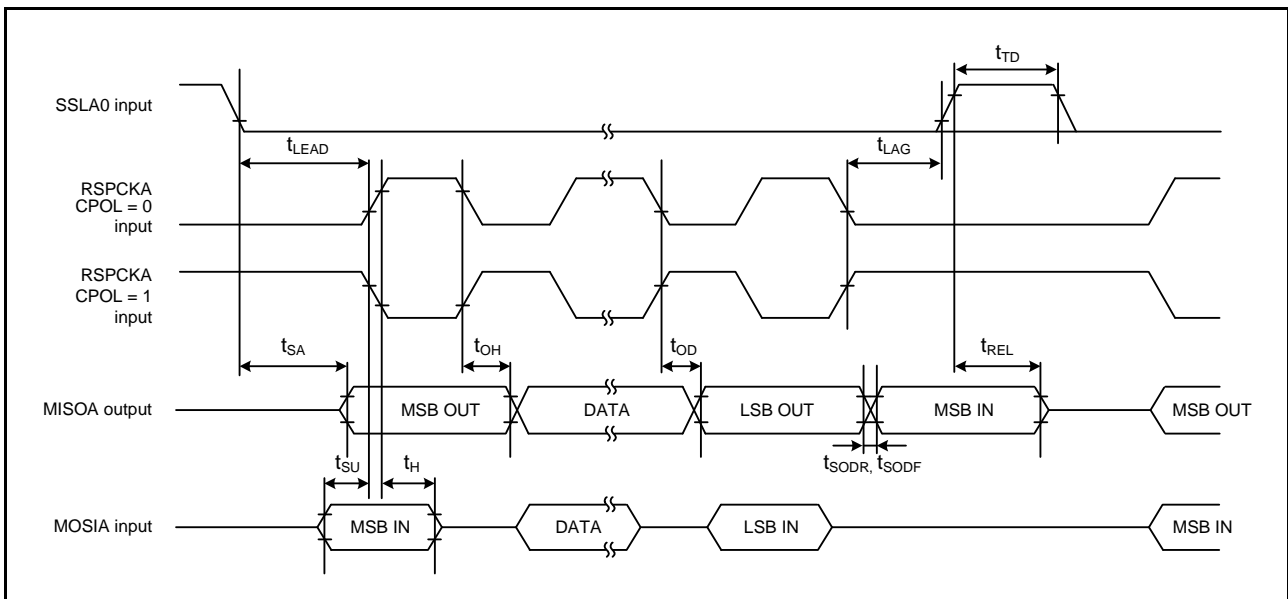 tTD
SSLA0 input
tLEAD
tLAG
RSPCKA
CPOL = 0
input
RSPCKA
CPOL = 1
input
tSA
tOH
tOD
tREL
MISOA output
MSB OUT
DATA
LSB OUT
MSB IN
MSB OUT
tSU
tH
tSODR, tSODF
MOSIA input
MSB IN
DATA
LSB IN
MSB IN